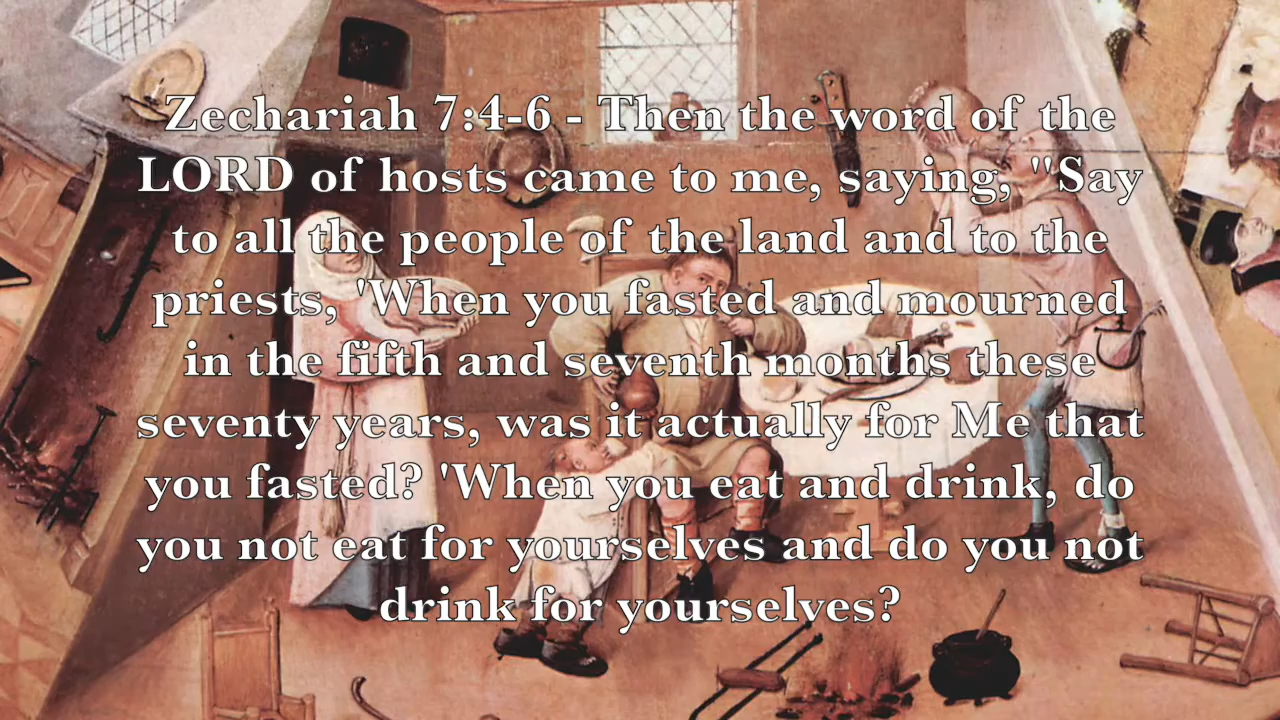 Zechariah 7:4-6 - Then the word of the
LORD of hosts came to me, saying, "Say
to all the people of the land and to the
priests, 'When you fasted and mourned
in the fifth and seventh months these
seventy years, was it actually for Me that
you fasted? 'When you eat and drink, do
you not eat for yourselves and do you not
drink for yourselves?